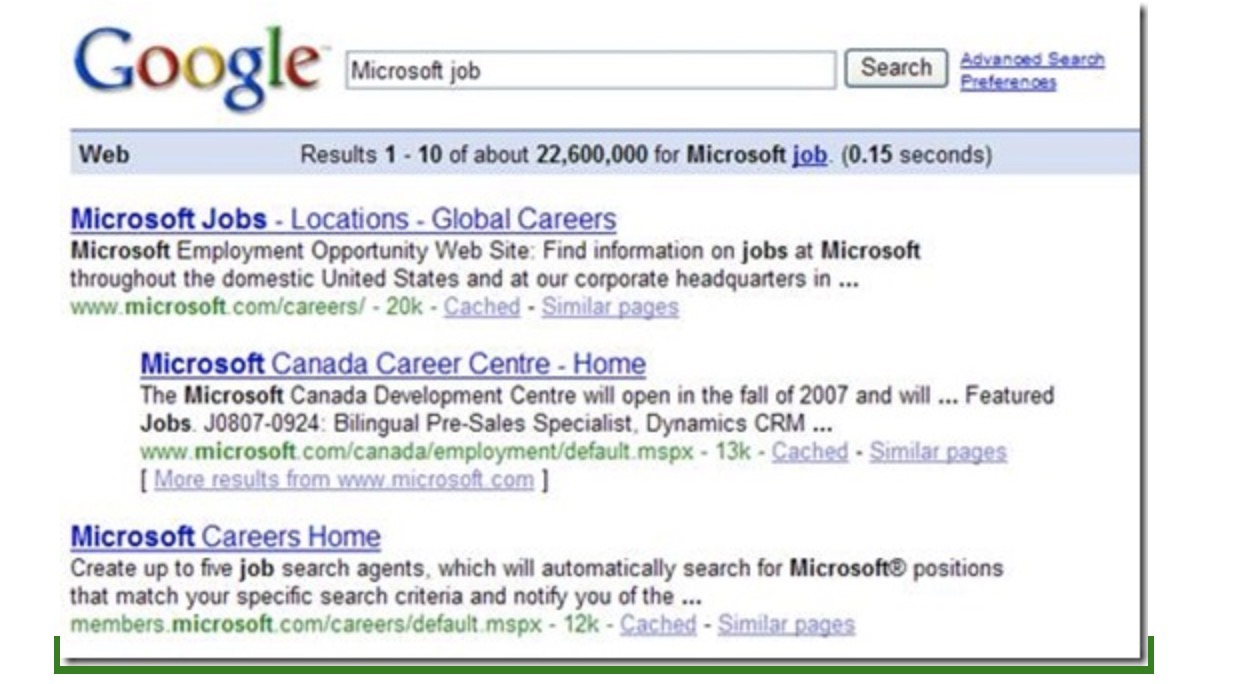 Google™
Microsoft job
Search
Advanced Search
Preferences
Web
Results 1 - 10 of about 22,600,000 for Microsoft job. (0.15 seconds)
Microsoft Jobs - Locations - Global Careers
Microsoft Employment Opportunity Web Site: Find information on jobs at Microsoft
throughout the domestic United States and at our corporate headquarters in ...
www.microsoft.com/careers/ - 20k - Cached - Similar pages
Microsoft Canada Career Centre - Home
The Microsoft Canada Development Centre will open in the fall of 2007 and will ... Featured
Jobs. J0807-0924: Bilingual Pre-Sales Specialist, Dynamics CRM ...
www.microsoft.com/canada/employment/default.mspx - 13k - Cached - Similar pages
[ More results from www.microsoft.com ]
Microsoft Careers Home
Create up to five job search agents, which will automatically search for Microsoft® positions
that match your specific search criteria and notify you of the ...
members.microsoft.com/careers/default.mspx - 12k - Cached - Similar pages